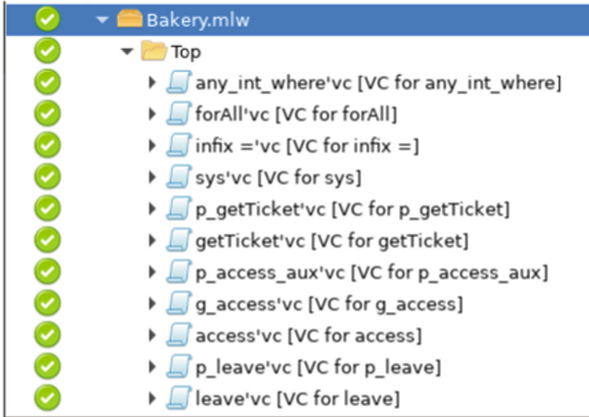 Bakery.mlw
Top
any_int_where'vc [VC for any_int_where]
forAll'vc [VC for forAll]
infix ='vc [VC for infix =]
sys'vc [VC for sys]
p_getTicket'vc [VC for p_getTicket]
getTicket'vc [VC for getTicket]
p_access_aux'vc [VC for p_access_aux]
g_access'vc [VC for g_access]
access'vc [VC for access]
p_leave'vc [VC for p_leave]
leave'vc [VC for leave]